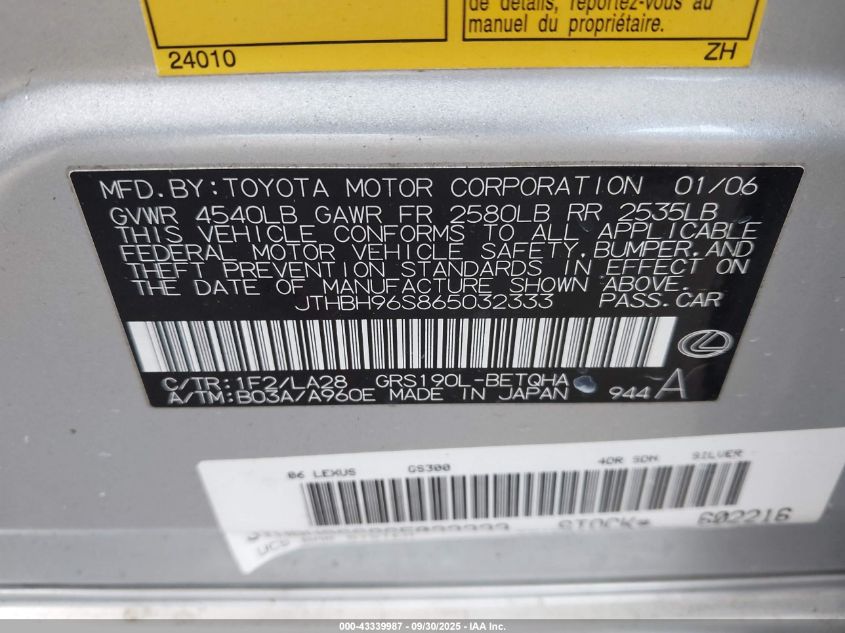 de détails, reportez-vous au
manuel du propriétaire.
24010 ZH
MFD.BY:TOYOTA MOTOR CORPORATION 01/06
GVWR 4540LB GAWR FR 2580LB RR 2535LB
THIS VEHICLE CONFORMS TO ALL APPLICABLE
FEDERAL MOTOR VEHICLE SAFETY,BUMPER,AND
THEFT PREVENTION STANDARDS IN EFFECT ON
THE DATE OF MANUFACTURE SHOWN ABOVE.
JTHBH96S865032333 PASS.CAR
C/TR:1F2/LA28 GRS190L-BETQHA
A/TM:B03A/A960E MADE IN JAPAN 944 A
06 LEXUS GS300 4DR SDN SILVER
STOCK# 602216
000-43339987 - 09/30/2025 - IAA Inc.